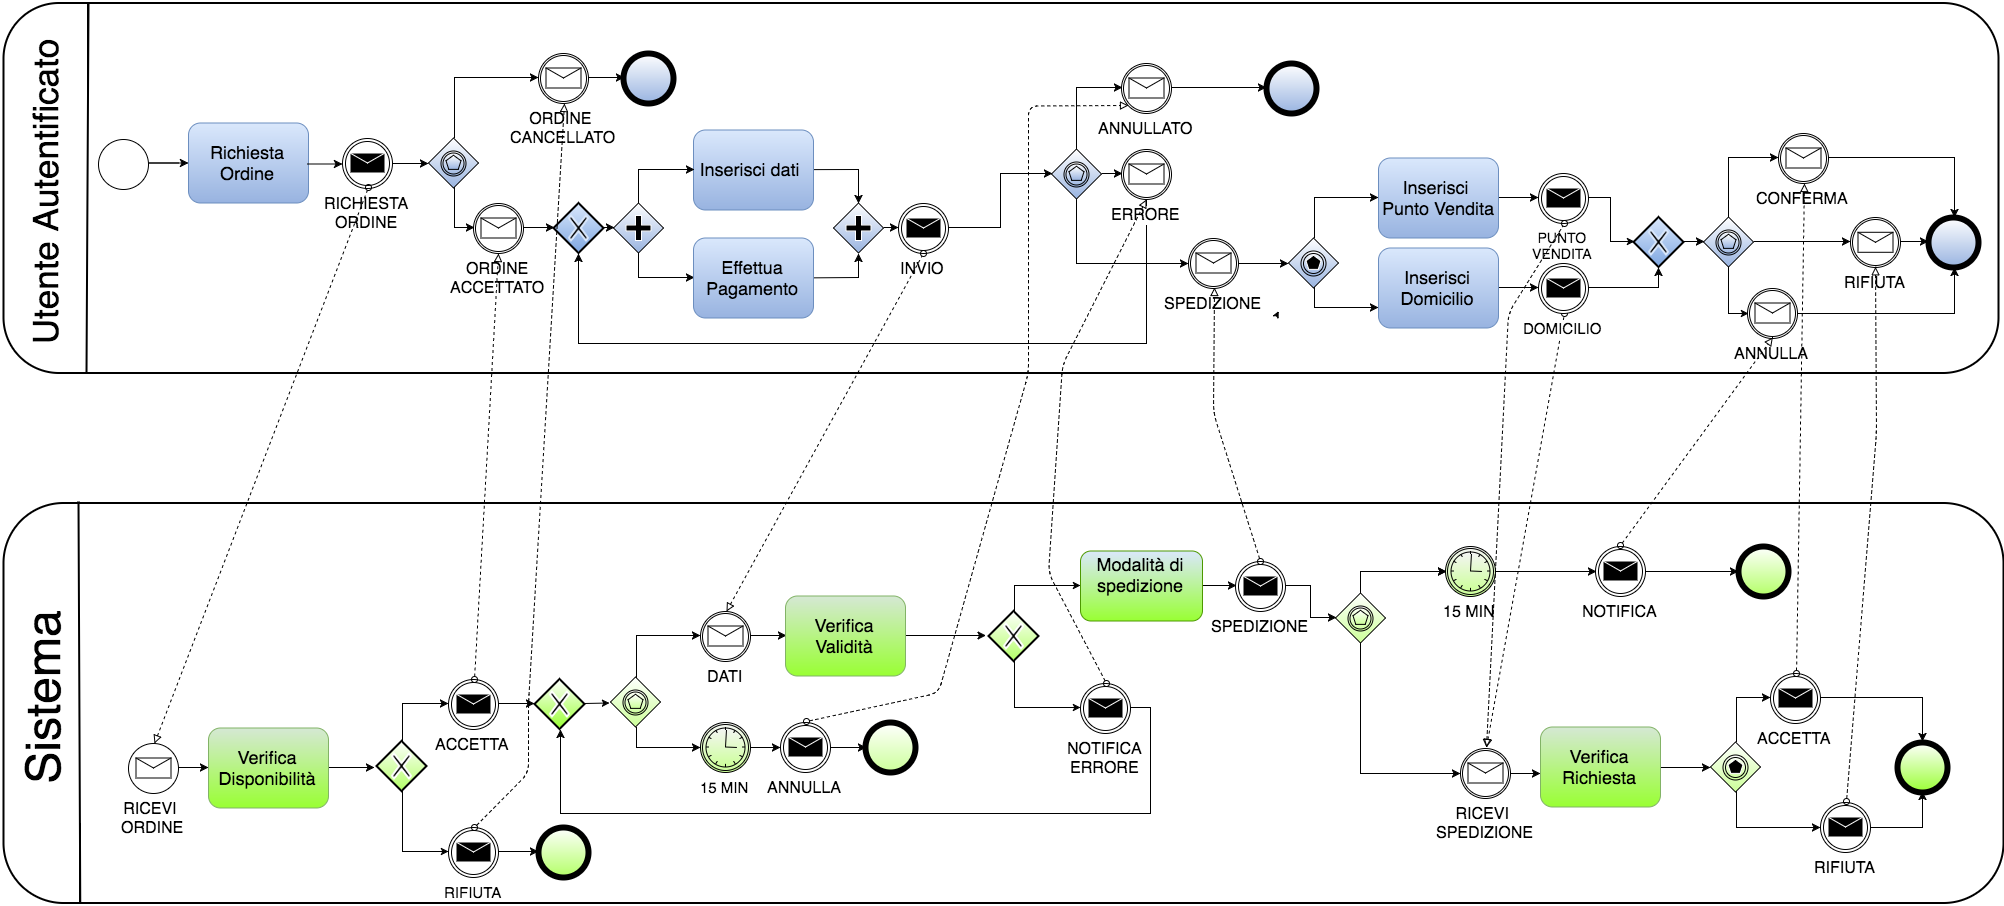 Utente Autentificato
Richiesta
Ordine
RICHIESTA
ORDINE
ORDINE
CANCELLATO
ORDINE
ACCETTATO
Inserisci dati
Effettua
Pagamento
INVIO
ANNULLATO
ERRORE
SPEDIZIONE
Inserisci
Punto Vendita
Inserisci
Domicilio
PUNTO
VENDITA
DOMICILIO
CONFERMA
RIFIUTA
ANNULLA
Sistema
RICEVI
ORDINE
Verifica
Disponibilità
ACCETTA
RIFIUTA
DATI
15 MIN
ANNULLA
Verifica
Validità
Modalità di
spedizione
NOTIFICA
ERRORE
SPEDIZIONE
15 MIN
NOTIFICA
RICEVI
SPEDIZIONE
Verifica
Richiesta
ACCETTA
RIFIUTA